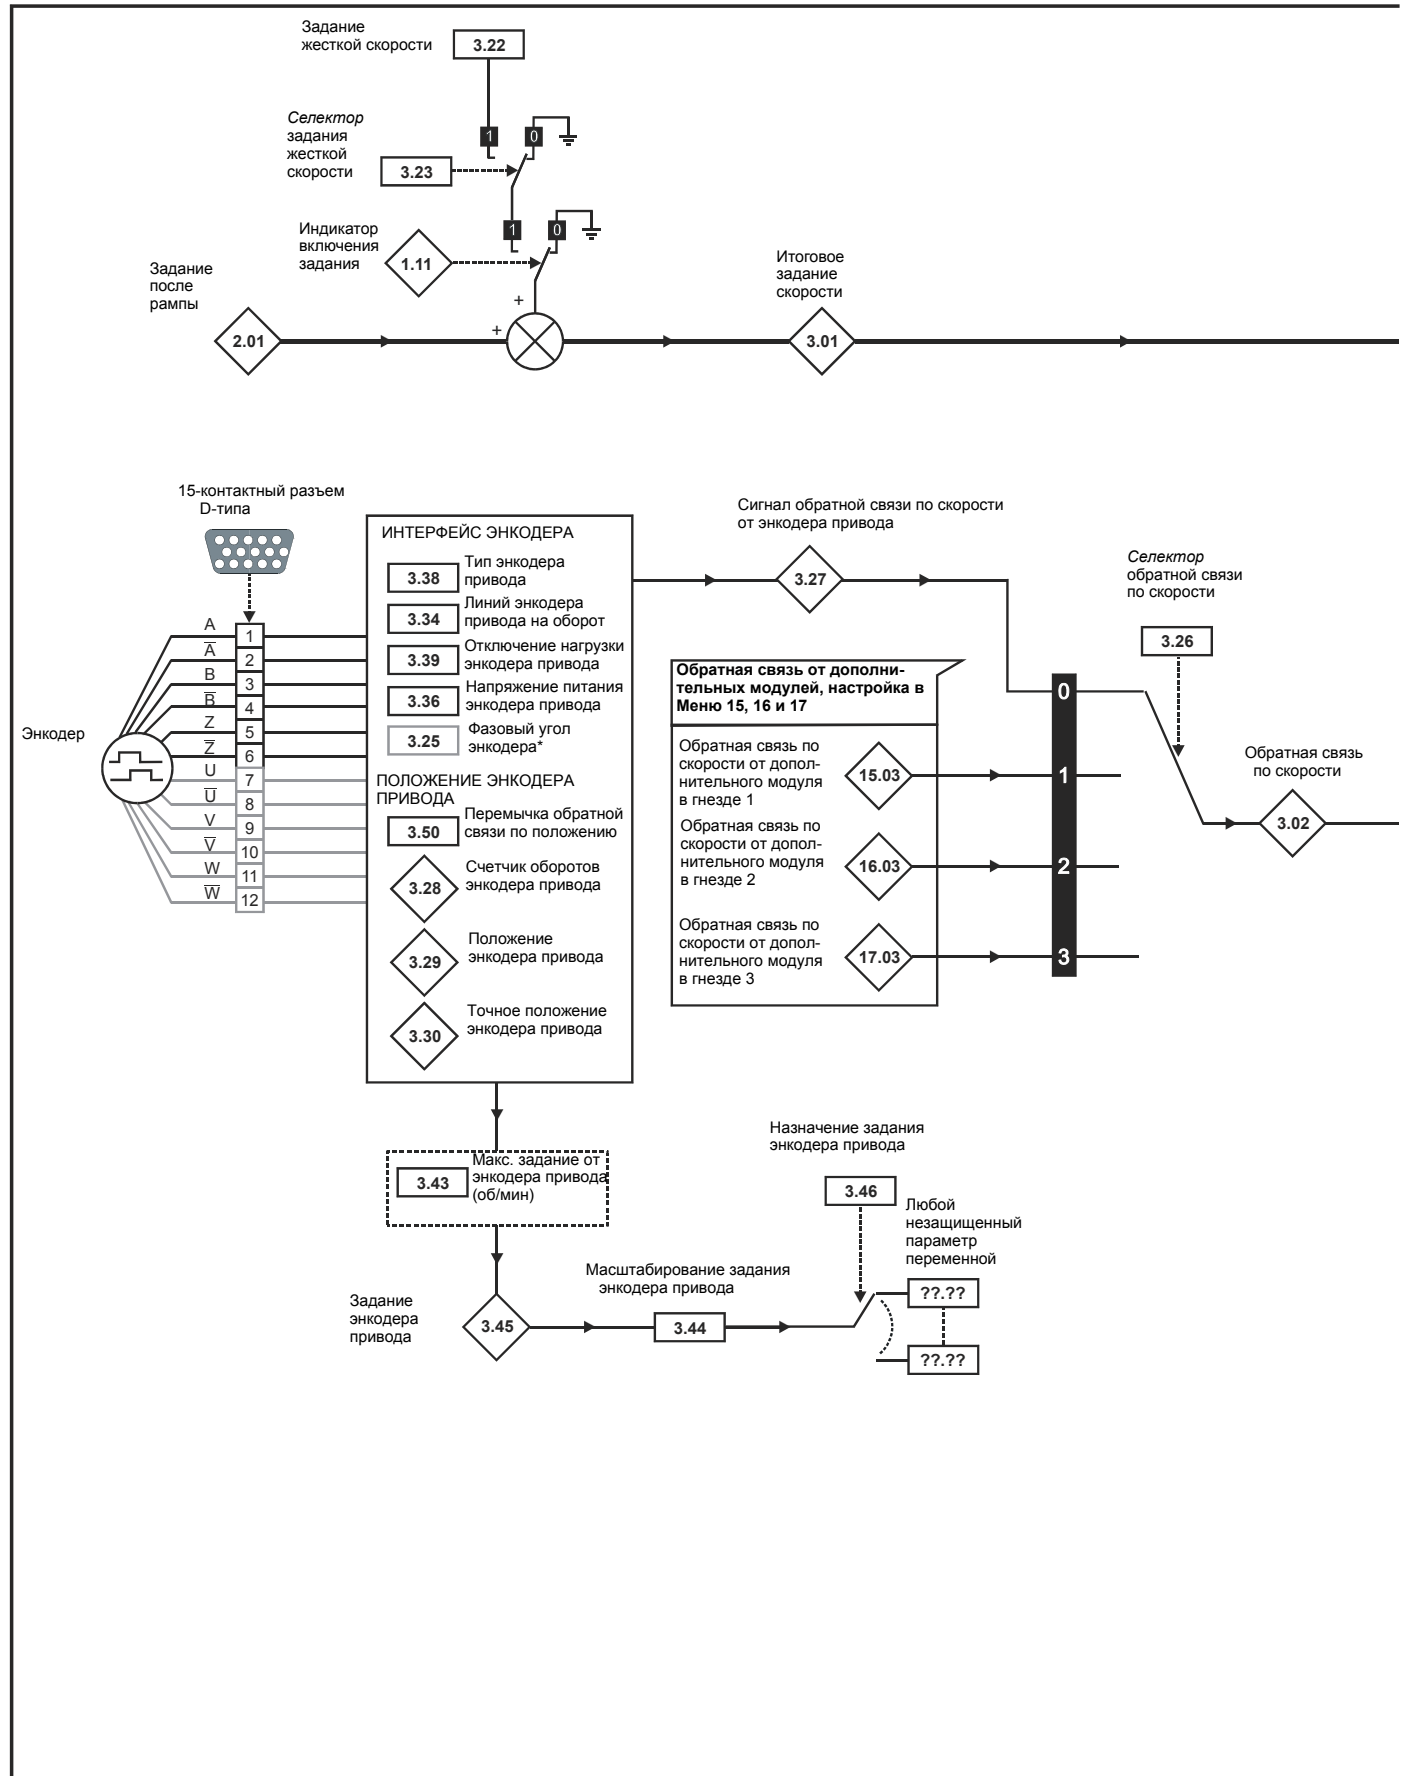 Задание
жесткой скорости
3.22
Селектор
задания
жесткой
скорости
1
0
3.23
Индикатор
включения
задания
1
0
1.11
Задание
после
рампы
Итоговое
задание
скорости
+
+
2.01
3.01
15-контактный разъем
D-типа
Энкодер
A
1
A̅
2
B
3
B̅
4
Z
5
Z̅
6
U
7
U̅
8
V
9
V̅
10
W
11
W̅
12
ИНТЕРФЕЙС ЭНКОДЕРА
3.38
Тип энкодера
привода
3.34
Линий энкодера
привода на оборот
3.39
Отключение нагрузки
энкодера привода
3.36
Напряжение питания
энкодера привода
3.25
Фазовый угол
энкодера*
ПОЛОЖЕНИЕ ЭНКОДЕРА
ПРИВОДА
3.50
Перемычка обратной
связи по положению
3.28
Счетчик оборотов
энкодера привода
3.29
Положение
энкодера привода
3.30
Точное положение
энкодера привода
Сигнал обратной связи по скорости
от энкодера привода
3.27
Селектор
обратной связи
по скорости
3.26
Обратная связь от дополни-
тельных модулей, настройка в
Меню 15, 16 и 17
Обратная связь по
скорости от допол-
нительного модуля
в гнезде 1
15.03
Обратная связь по
скорости от допол-
нительного модуля
в гнезде 2
16.03
Обратная связь по
скорости от допол-
нительного модуля
в гнезде 3
17.03
0
1
2
3
Обратная связь
по скорости
3.02
3.43
Макс. задание от
энкодера привода
(об/мин)
Задание
энкодера
привода
3.45
Масштабирование задания
энкодера привода
3.44
Назначение задания
энкодера привода
3.46
Любой
незащищенный
параметр
переменной
??.??
??.??